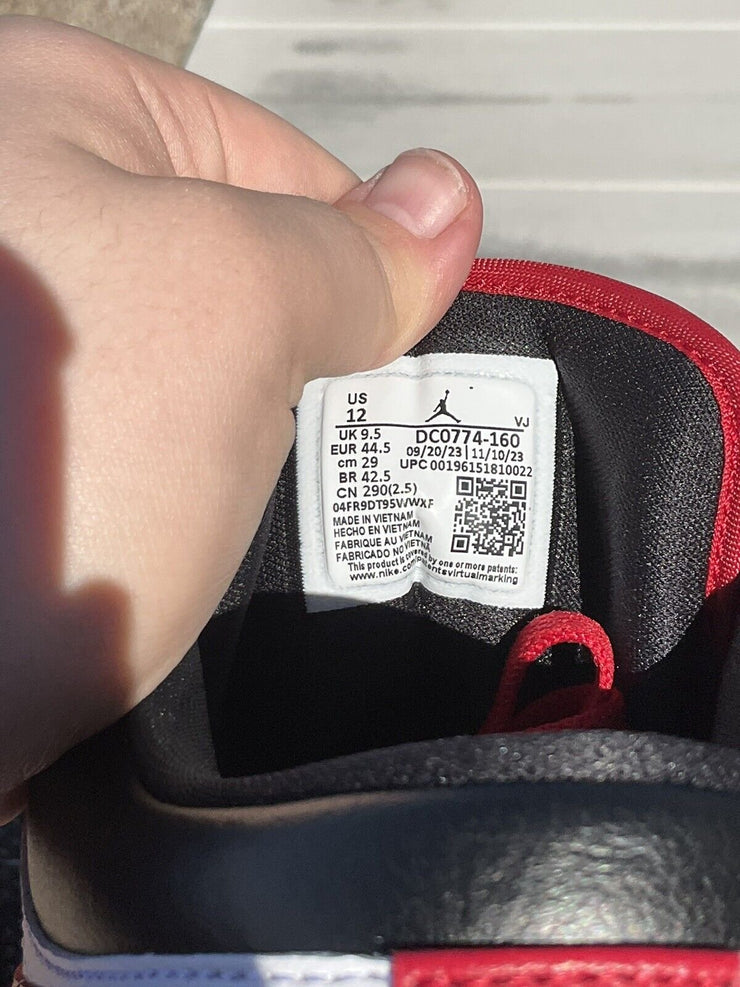 US
12
VJ
UK 9.5 DC0774-160
EUR 44.5 09/20/23 | 11/10/23
cm 29 UPC 00196151810022
BR 42.5
CN 290(2.5)
04FR9DT95V/WXF
MADE IN VIETNAM
HECHO EN VIETNAM
FABRIQUE AU VIETNAM
FABRICADO NO VIETNÃ
This product is covered by one or more patents:
www.nike.com/patentsvirtualmarking